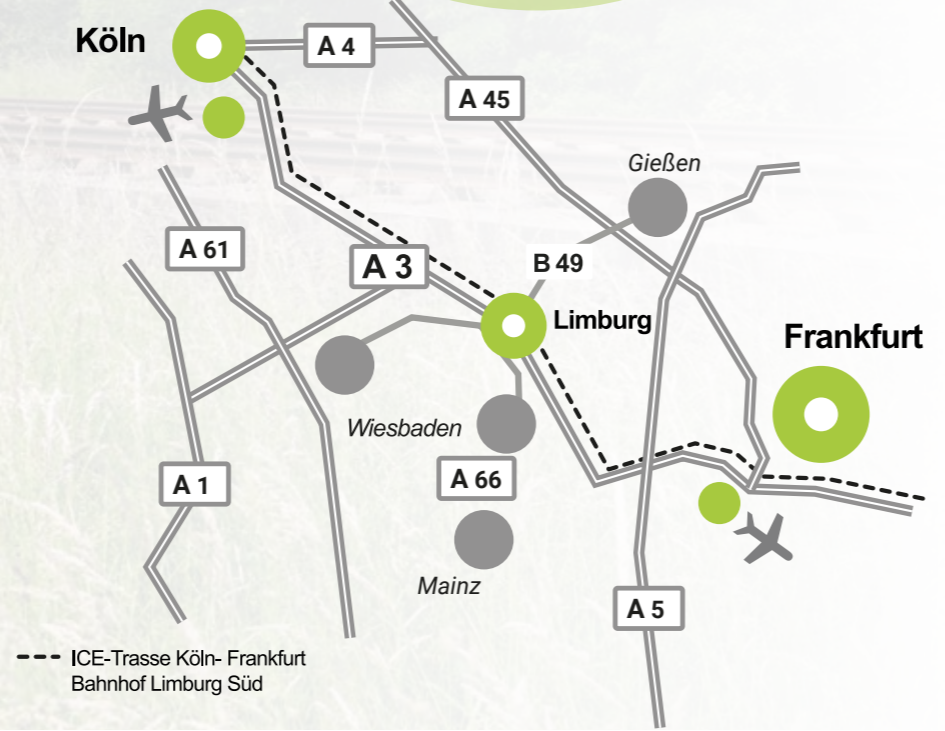 Köln
A 4
A 45
Gießen
A 61
A 3
B 49
Limburg
Frankfurt
Wiesbaden
A 66
A 1
Mainz
A 5
ICE-Trasse Köln- Frankfurt
Bahnhof Limburg Süd